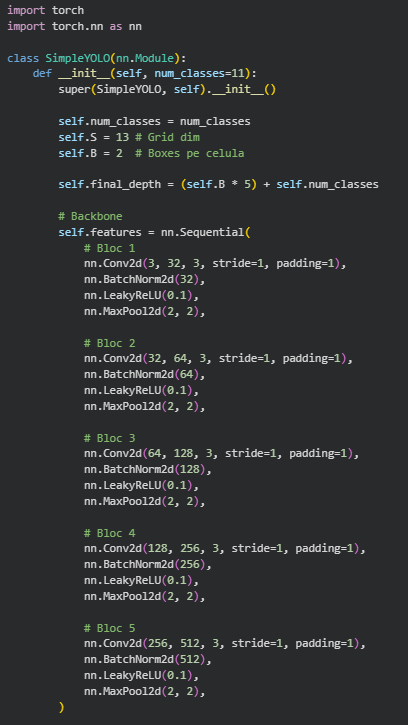 import torch
import torch.nn as nn

class SimpleYOLO(nn.Module):
    def __init__(self, num_classes=11):
        super(SimpleYOLO, self).__init__()

        self.num_classes = num_classes
        self.S = 13 # Grid dim
        self.B = 2  # Boxes pe celula

        self.final_depth = (self.B * 5) + self.num_classes

        # Backbone
        self.features = nn.Sequential(
            # Bloc 1
            nn.Conv2d(3, 32, 3, stride=1, padding=1),
            nn.BatchNorm2d(32),
            nn.LeakyReLU(0.1),
            nn.MaxPool2d(2, 2),

            # Bloc 2
            nn.Conv2d(32, 64, 3, stride=1, padding=1),
            nn.BatchNorm2d(64),
            nn.LeakyReLU(0.1),
            nn.MaxPool2d(2, 2),

            # Bloc 3
            nn.Conv2d(64, 128, 3, stride=1, padding=1),
            nn.BatchNorm2d(128),
            nn.LeakyReLU(0.1),
            nn.MaxPool2d(2, 2),

            # Bloc 4
            nn.Conv2d(128, 256, 3, stride=1, padding=1),
            nn.BatchNorm2d(256),
            nn.LeakyReLU(0.1),
            nn.MaxPool2d(2, 2),

            # Bloc 5
            nn.Conv2d(256, 512, 3, stride=1, padding=1),
            nn.BatchNorm2d(512),
            nn.LeakyReLU(0.1),
            nn.MaxPool2d(2, 2),
        )